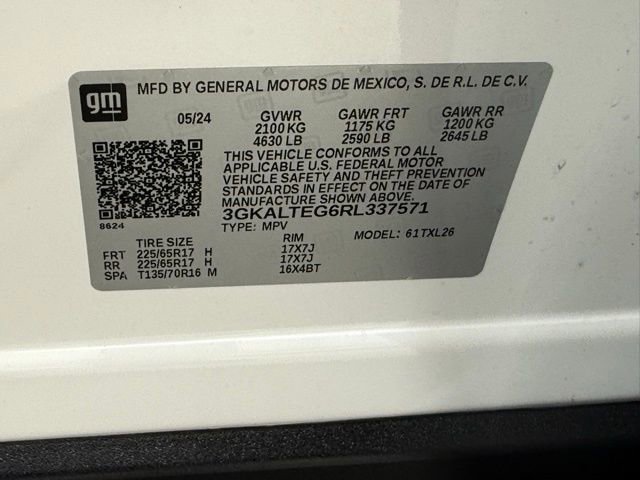 gm
MFD BY GENERAL MOTORS DE MEXICO, S. DE R.L. DE C.V.
05/24 GVWR GAWR FRT GAWR RR
2100 KG 1175 KG 1200 KG
4630 LB 2590 LB 2645 LB
THIS VEHICLE CONFORMS TO ALL
APPLICABLE U.S. FEDERAL MOTOR
VEHICLE SAFETY AND THEFT PREVENTION
STANDARDS IN EFFECT ON THE DATE OF
MANUFACTURE SHOWN ABOVE.
3GKALTEG6RL337571
8624
TYPE: MPV MODEL: 61TXL26
TIRE SIZE RIM
FRT 225/65R17 H 17X7J
RR 225/65R17 H 17X7J
SPA T135/70R16 M 16X4BT